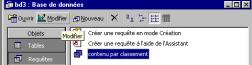 bd3 : Base de données
Ouvrir Modifier Nouveau
Objets
Modifier
Tables
Requêtes
Créer une requête en mode Création
Créer une requête à l'aide de l'Assistant
contenu par classement